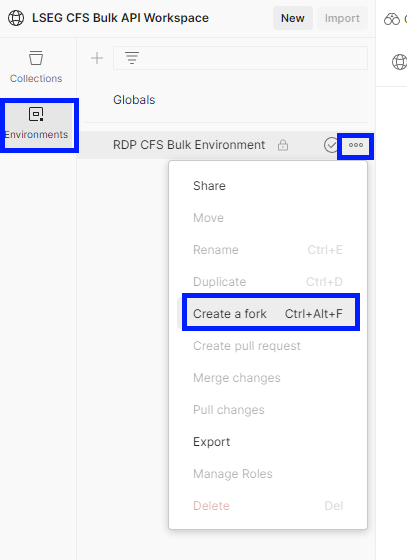 LSEG CFS Bulk API Workspace
New
Import
Collections
Globals
Environments
RDP CFS Bulk Environment
Share
Move
Rename Ctrl+E
Duplicate Ctrl+D
Create a fork Ctrl+Alt+F
Create pull request
Merge changes
Pull changes
Export
Manage Roles
Delete Del